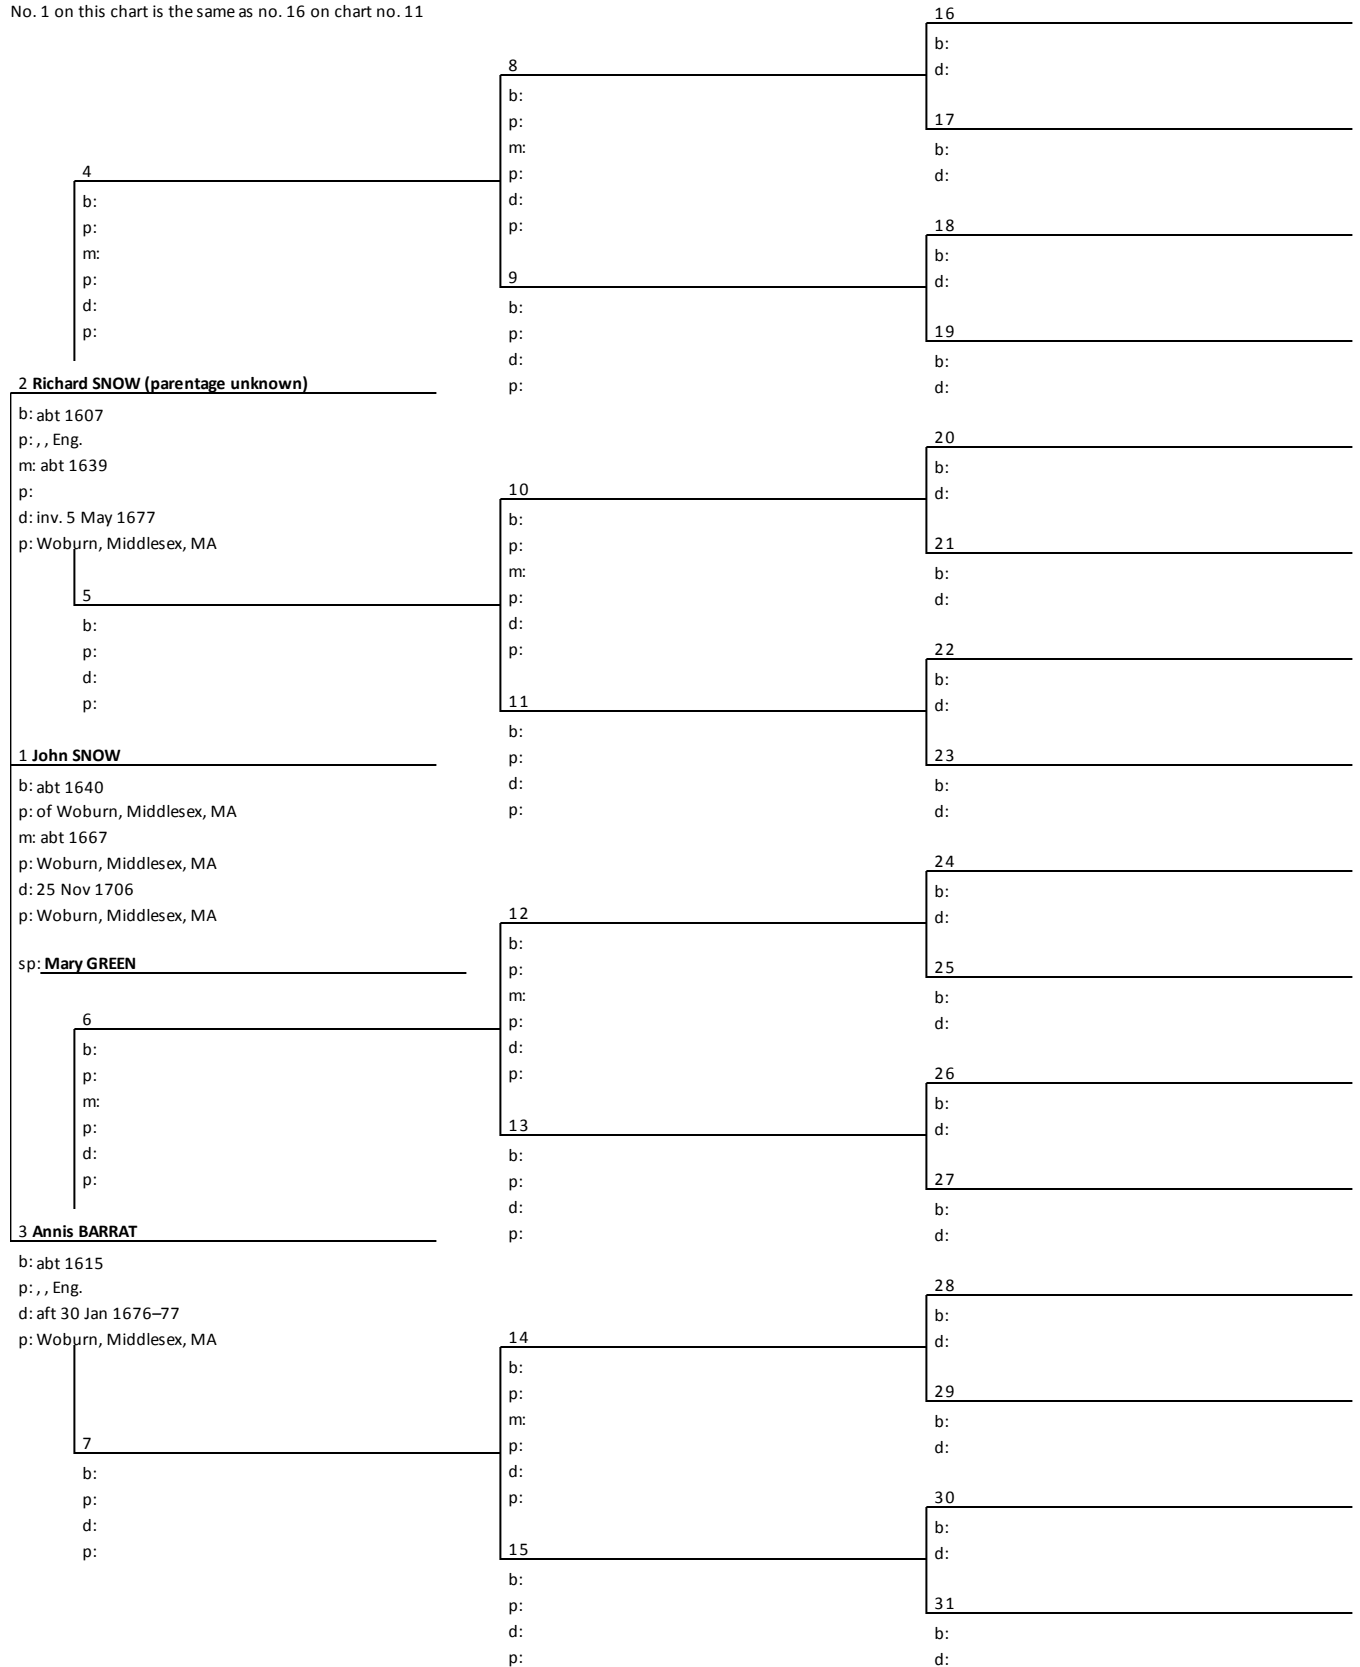 No. 1 on this chart is the same as no. 16 on chart no. 11
16
b:
d:
8
b:
p:
m:
p:
d:
p:
17
b:
d:
4
b:
p:
m:
p:
d:
p:
18
b:
d:
9
b:
p:
d:
p:
19
b:
d:
2 Richard SNOW (parentage unknown)
b: abt 1607
p: , , Eng.
m: abt 1639
p:
d: inv. 5 May 1677
p: Woburn, Middlesex, MA
20
b:
d:
10
b:
p:
m:
p:
d:
p:
21
b:
d:
5
b:
p:
d:
p:
22
b:
d:
11
b:
p:
d:
p:
23
b:
d:
1 John SNOW
b: abt 1640
p: of Woburn, Middlesex, MA
m: abt 1667
p: Woburn, Middlesex, MA
d: 25 Nov 1706
p: Woburn, Middlesex, MA
sp: Mary GREEN
24
b:
d:
12
b:
p:
m:
p:
d:
p:
25
b:
d:
6
b:
p:
m:
p:
d:
p:
26
b:
d:
13
b:
p:
d:
p:
27
b:
d:
3 Annis BARRAT
b: abt 1615
p: , , Eng.
d: aft 30 Jan 1676–77
p: Woburn, Middlesex, MA
28
b:
d:
14
b:
p:
m:
p:
d:
p:
29
b:
d:
7
b:
p:
d:
p:
30
b:
d:
15
b:
p:
d:
p:
31
b:
d: